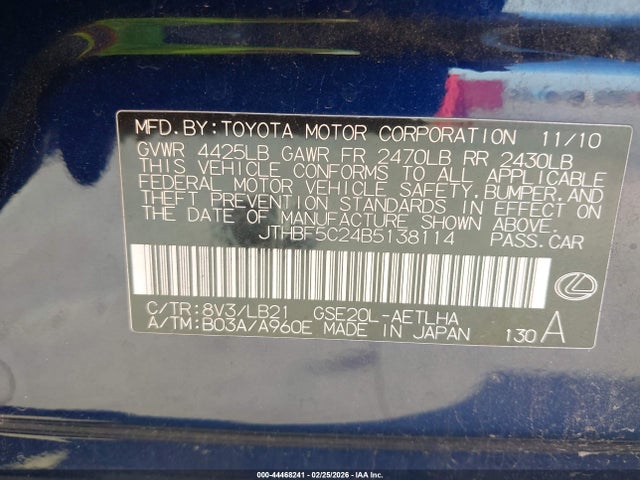 MFD. BY: TOYOTA MOTOR CORPORATION 11/10
GVWR 4425LB GAWR FR 2470LB RR 2430LB
THIS VEHICLE CONFORMS TO ALL APPLICABLE
FEDERAL MOTOR VEHICLE SAFETY, BUMPER, AND
THEFT PREVENTION STANDARDS IN EFFECT ON
THE DATE OF MANUFACTURE SHOWN ABOVE.
JTHBF5C24B5138114 PASS. CAR
C/TR: 8V3/LB21 GSE20L-AETLHA
A/TM: B03A/A960E MADE IN JAPAN 130 A
000-44468241 - 02/25/2026 - IAA Inc.